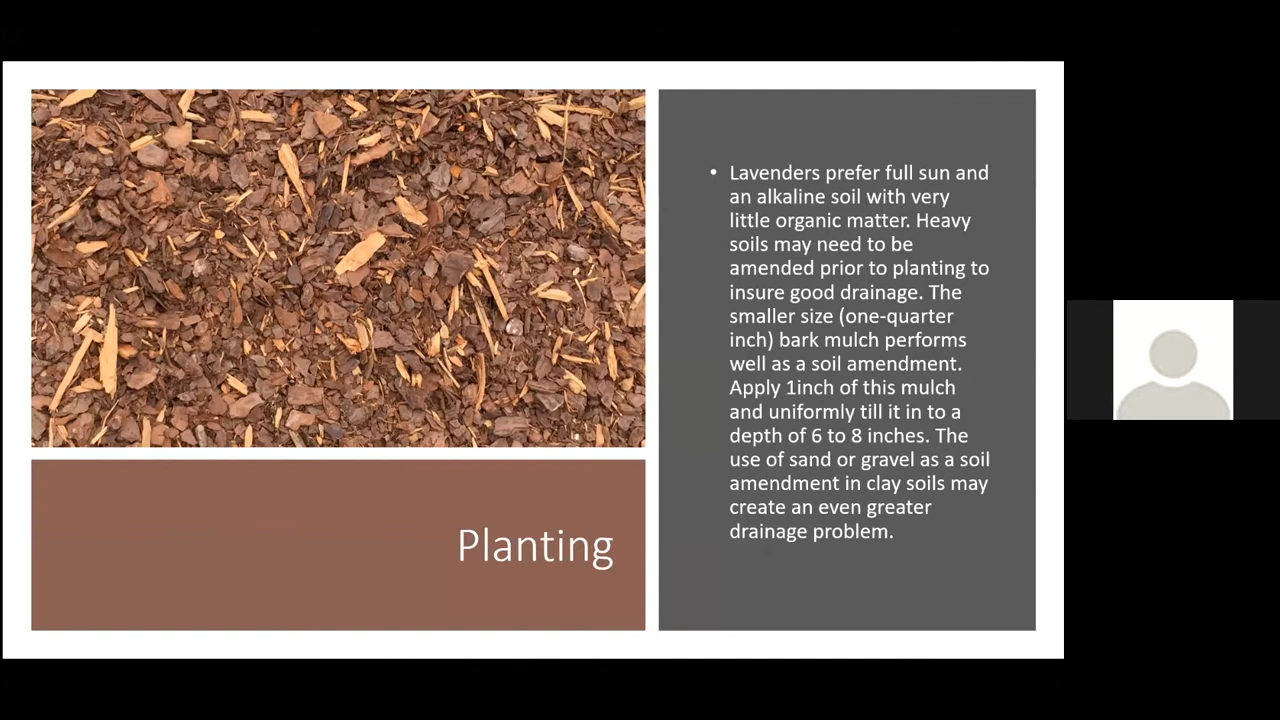 • Lavenders prefer full sun and
an alkaline soil with very
little organic matter. Heavy
soils may need to be
amended prior to planting to
insure good drainage. The
smaller size (one-quarter
inch) bark mulch performs
well as a soil amendment.
Apply 1inch of this mulch
and uniformly till it in to a
depth of 6 to 8 inches. The
use of sand or gravel as a soil
amendment in clay soils may
create an even greater
drainage problem.
Planting